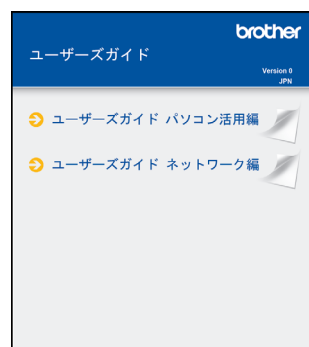 brother
ユーザーズガイド
Version 0
JPN
ユーザーズガイド パソコン活用編
ユーザーズガイド ネットワーク編